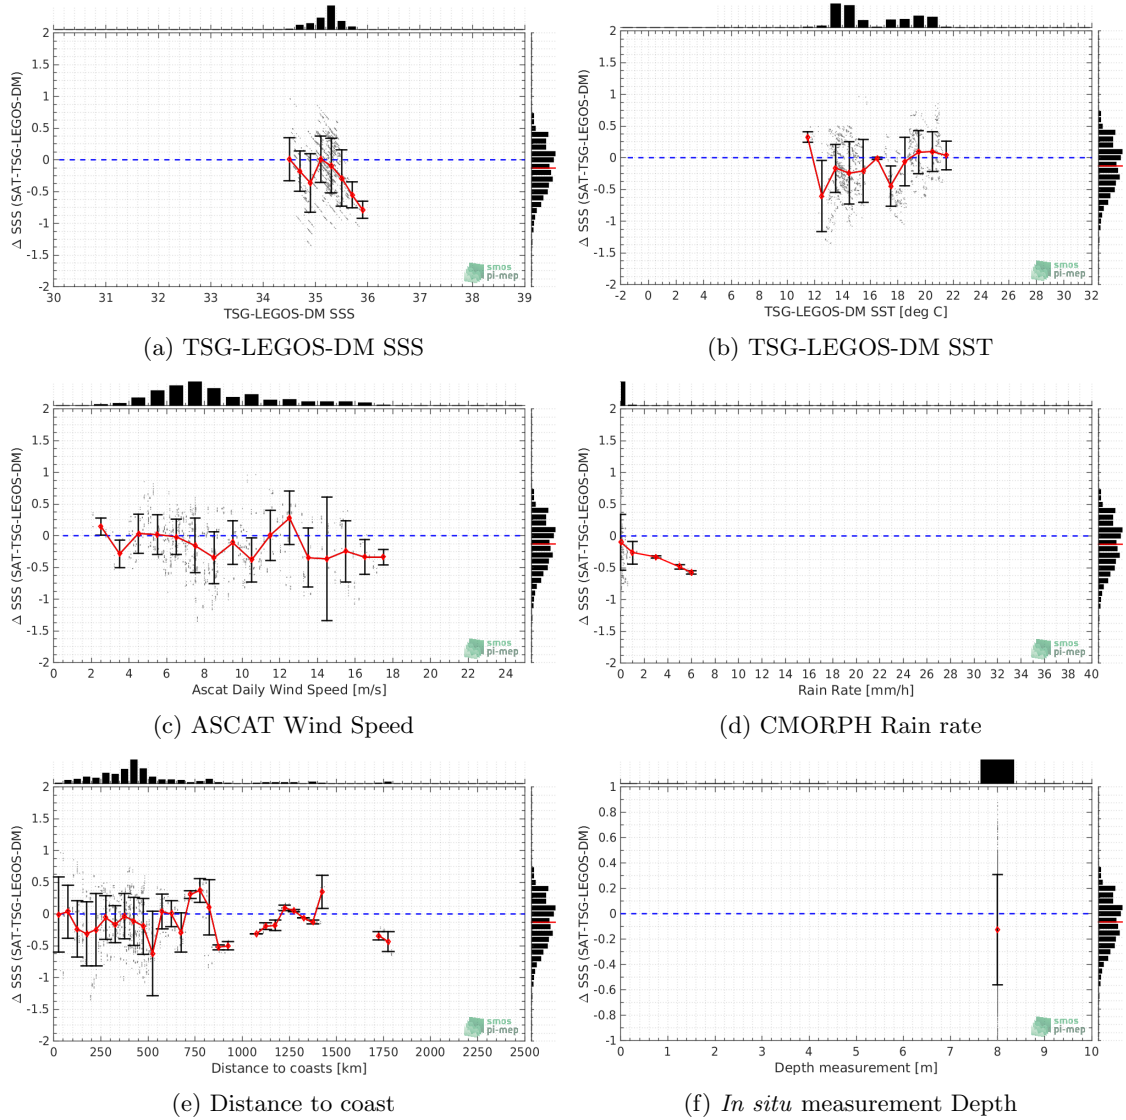 2
1.5
1
0.5
0
-0.5
-1
-1.5
-2
Δ SSS (SAT-TSG-LEGOS-DM)
30 31 32 33 34 35 36 37 38 39
TSG-LEGOS-DM SSS
smos
pi-mep
(a) TSG-LEGOS-DM SSS
2
1.5
1
0.5
0
-0.5
-1
-1.5
-2
Δ SSS (SAT-TSG-LEGOS-DM)
-2 0 2 4 6 8 10 12 14 16 18 20 22 24 26 28 30 32
TSG-LEGOS-DM SST [deg C]
smos
pi-mep
(b) TSG-LEGOS-DM SST
2
1.5
1
0.5
0
-0.5
-1
-1.5
-2
Δ SSS (SAT-TSG-LEGOS-DM)
0 2 4 6 8 10 12 14 16 18 20 22 24
Ascat Daily Wind Speed [m/s]
smos
pi-mep
(c) ASCAT Wind Speed
2
1.5
1
0.5
0
-0.5
-1
-1.5
-2
Δ SSS (SAT-TSG-LEGOS-DM)
0 2 4 6 8 10 12 14 16 18 20 22 24 26 28 30 32 34 36 38 40
Rain Rate [mm/h]
smos
pi-mep
(d) CMORPH Rain rate
2
1.5
1
0.5
0
-0.5
-1
-1.5
-2
Δ SSS (SAT-TSG-LEGOS-DM)
0 250 500 750 1000 1250 1500 1750 2000 2250 2500
Distance to coasts [km]
smos
pi-mep
(e) Distance to coast
1
0.8
0.6
0.4
0.2
0
-0.2
-0.4
-0.6
-0.8
-1
Δ SSS (SAT-TSG-LEGOS-DM)
0 1 2 3 4 5 6 7 8 9 10
Depth measurement [m]
smos
pi-mep
(f) In situ measurement Depth